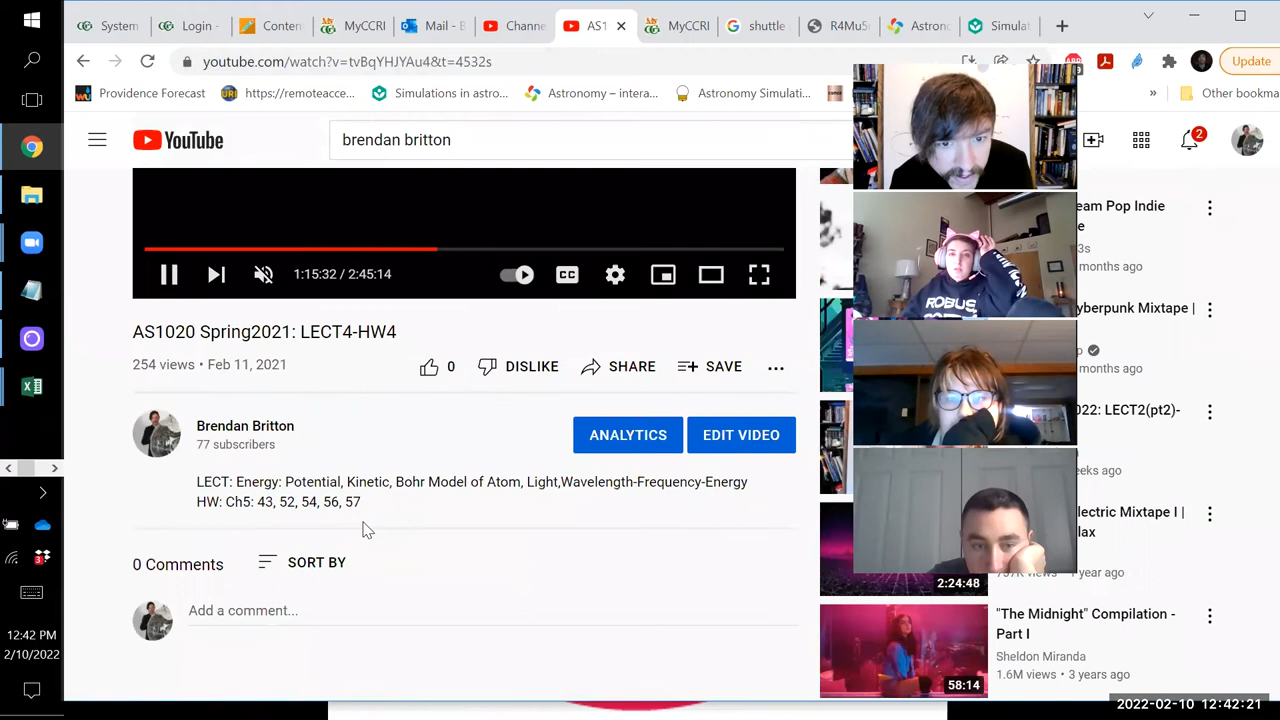 System
Login -
Conten
MyCCRI
Mail -
Channe
AS1
MyCCRI
shuttle
R4Mu5
Astron
Simulat
Update
Providence Forecast
https://remoteacce...
Simulations in astro...
Astronomy – intera...
Astronomy Simulati...
»
Other bookma
YouTube
brendan britton
2
1:15:32 / 2:45:14
CC
AS1020 Spring2021: LECT4-HW4
254 views • Feb 11, 2021
0
DISLIKE
SHARE
SAVE
Brendan Britton
77 subscribers
ANALYTICS
EDIT VIDEO
LECT: Energy: Potential, Kinetic, Bohr Model of Atom, Light,Wavelength-Frequency-Energy
HW: Ch5: 43, 52, 54, 56, 57
0 Comments
SORT BY
Add a comment...
ROBUS
eam Pop Indie
months ago
yberpunk Mixtape |
months ago
022: LECT2(pt2)-
eeks ago
lectric Mixtape I |
lax
1 year ago
2:24:48
"The Midnight" Compilation -
Part I
Sheldon Miranda
1.6M views • 3 years ago
58:14
3
12:42 PM
2/10/2022
2022-02-10 12:42:21